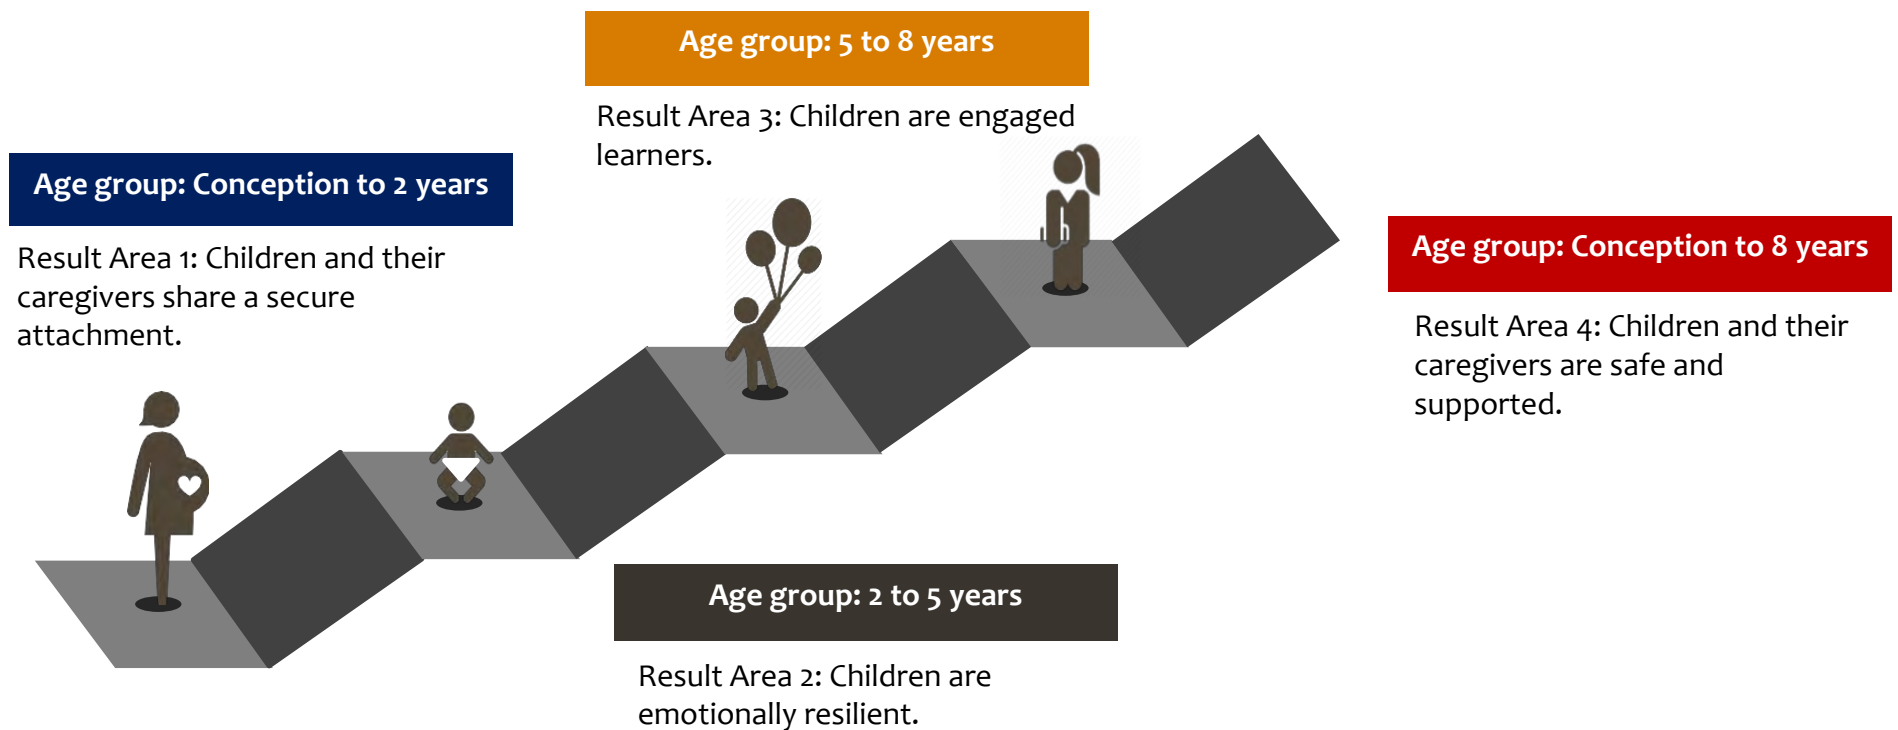 Age group: Conception to 2 years
Result Area 1: Children and their
caregivers share a secure
attachment.
Age group: 2 to 5 years
Result Area 2: Children are
emotionally resilient.
Age group: 5 to 8 years
Result Area 3: Children are engaged
learners.
Age group: Conception to 8 years
Result Area 4: Children and their
caregivers are safe and
supported.